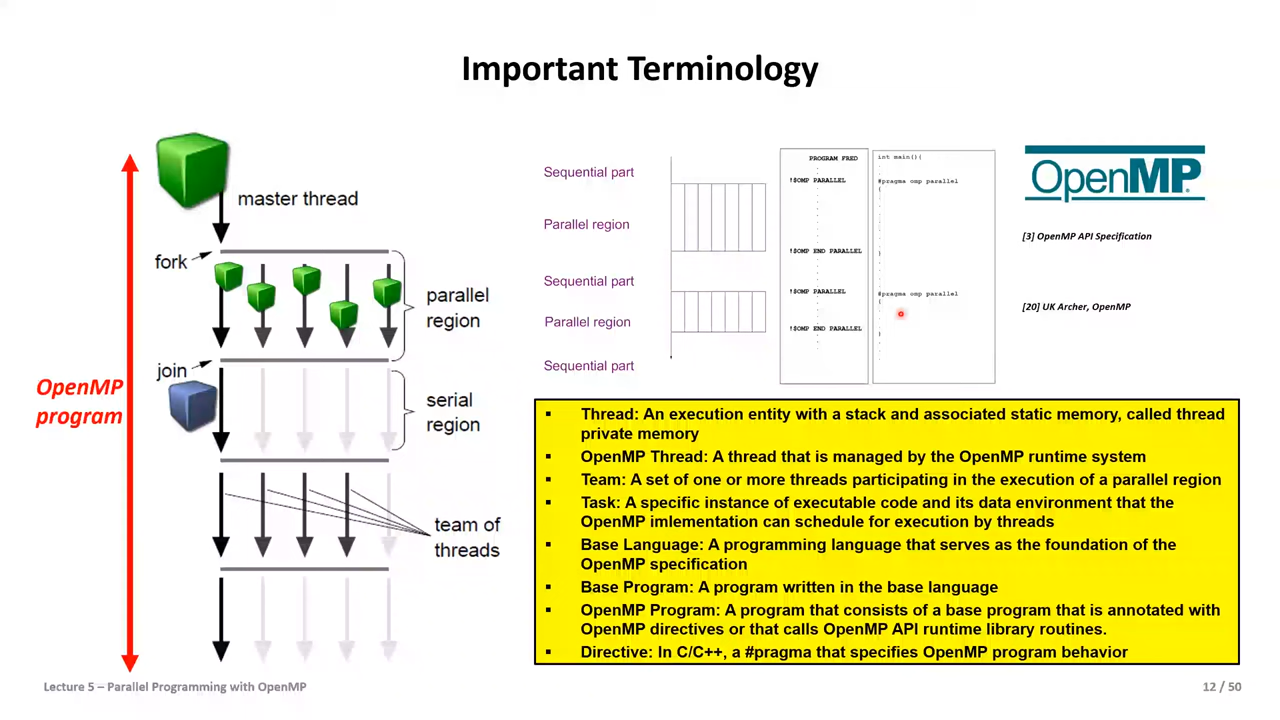 Important Terminology
master thread
fork
parallel
region
join
serial
region
team of
threads
OpenMP
program
Sequential part
Parallel region
Sequential part
Parallel region
Sequential part
PROGRAM FRED
!$OMP PARALLEL
!$OMP END PARALLEL
!$OMP PARALLEL
!$OMP END PARALLEL
int main(){
#pragma omp parallel
{
}
#pragma omp parallel
{
}
OpenMP®
[3] OpenMP API Specification
[20] UK Archer, OpenMP
▪ Thread: An execution entity with a stack and associated static memory, called thread
private memory
▪ OpenMP Thread: A thread that is managed by the OpenMP runtime system
▪ Team: A set of one or more threads participating in the execution of a parallel region
▪ Task: A specific instance of executable code and its data environment that the
OpenMP imlementation can schedule for execution by threads
▪ Base Language: A programming language that serves as the foundation of the
OpenMP specification
▪ Base Program: A program written in the base language
▪ OpenMP Program: A program that consists of a base program that is annotated with
OpenMP directives or that calls OpenMP API runtime library routines.
▪ Directive: In C/C++, a #pragma that specifies OpenMP program behavior
Lecture 5 – Parallel Programming with OpenMP
12 / 50